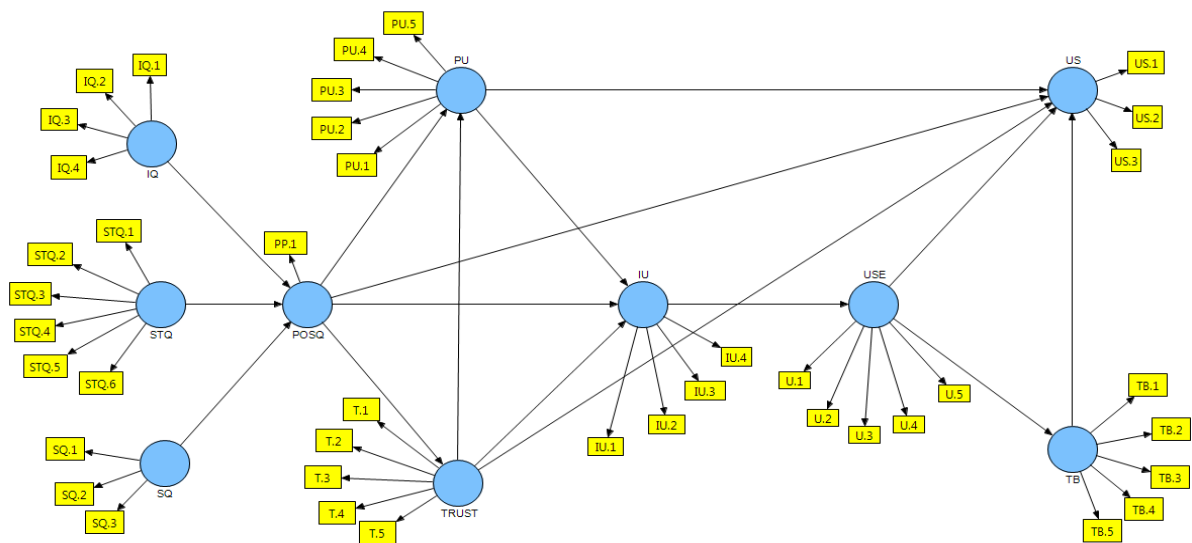 IQ.1
IQ.2
IQ.3
IQ.4
IQ
STQ.1
STQ.2
STQ.3
STQ.4
STQ.5
STQ.6
STQ
SQ.1
SQ.2
SQ.3
SQ
PP.1
POSQ
PU.5
PU.4
PU.3
PU.2
PU.1
PU
T.1
T.2
T.3
T.4
T.5
TRUST
IU
IU.4
IU.3
IU.2
IU.1
USE
U.1
U.2
U.3
U.4
U.5
US
US.1
US.2
US.3
TB.1
TB.2
TB.3
TB.4
TB.5
TB